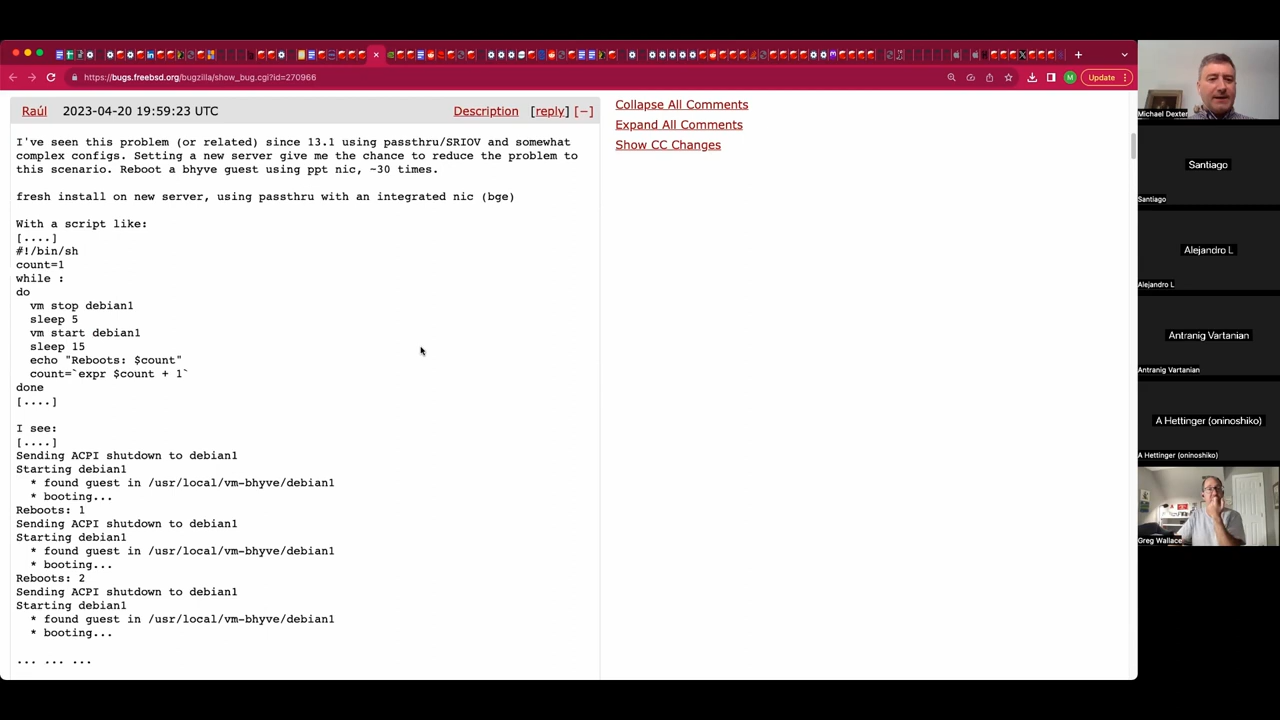 https://bugs.freebsd.org/bugzilla/show_bug.cgi?id=270966
M
Update
Raúl 2023-04-20 19:59:23 UTC Description [reply] [−]
I've seen this problem (or related) since 13.1 using passthru/SRIOV and somewhat
complex configs. Setting a new server give me the chance to reduce the problem to
this scenario. Reboot a bhyve guest using ppt nic, ~30 times.
fresh install on new server, using passthru with an integrated nic (bge)
With a script like:
[....]
#!/bin/sh
count=1
while :
do
vm stop debian1
sleep 5
vm start debian1
sleep 15
echo "Reboots: $count"
count=`expr $count + 1`
done
[....]
I see:
[....]
Sending ACPI shutdown to debian1
Starting debian1
* found guest in /usr/local/vm-bhyve/debian1
* booting...
Reboots: 1
Sending ACPI shutdown to debian1
Starting debian1
* found guest in /usr/local/vm-bhyve/debian1
* booting...
Reboots: 2
Sending ACPI shutdown to debian1
Starting debian1
* found guest in /usr/local/vm-bhyve/debian1
* booting...
... ... ...
Collapse All Comments
Expand All Comments
Show CC Changes
Michael Dexter
Santiago
Santiago
Alejandro L
Alejandro L
Antranig Vartanian
Antranig Vartanian
A Hettinger (oninoshiko)
A Hettinger (oninoshiko)
Greg Wallace